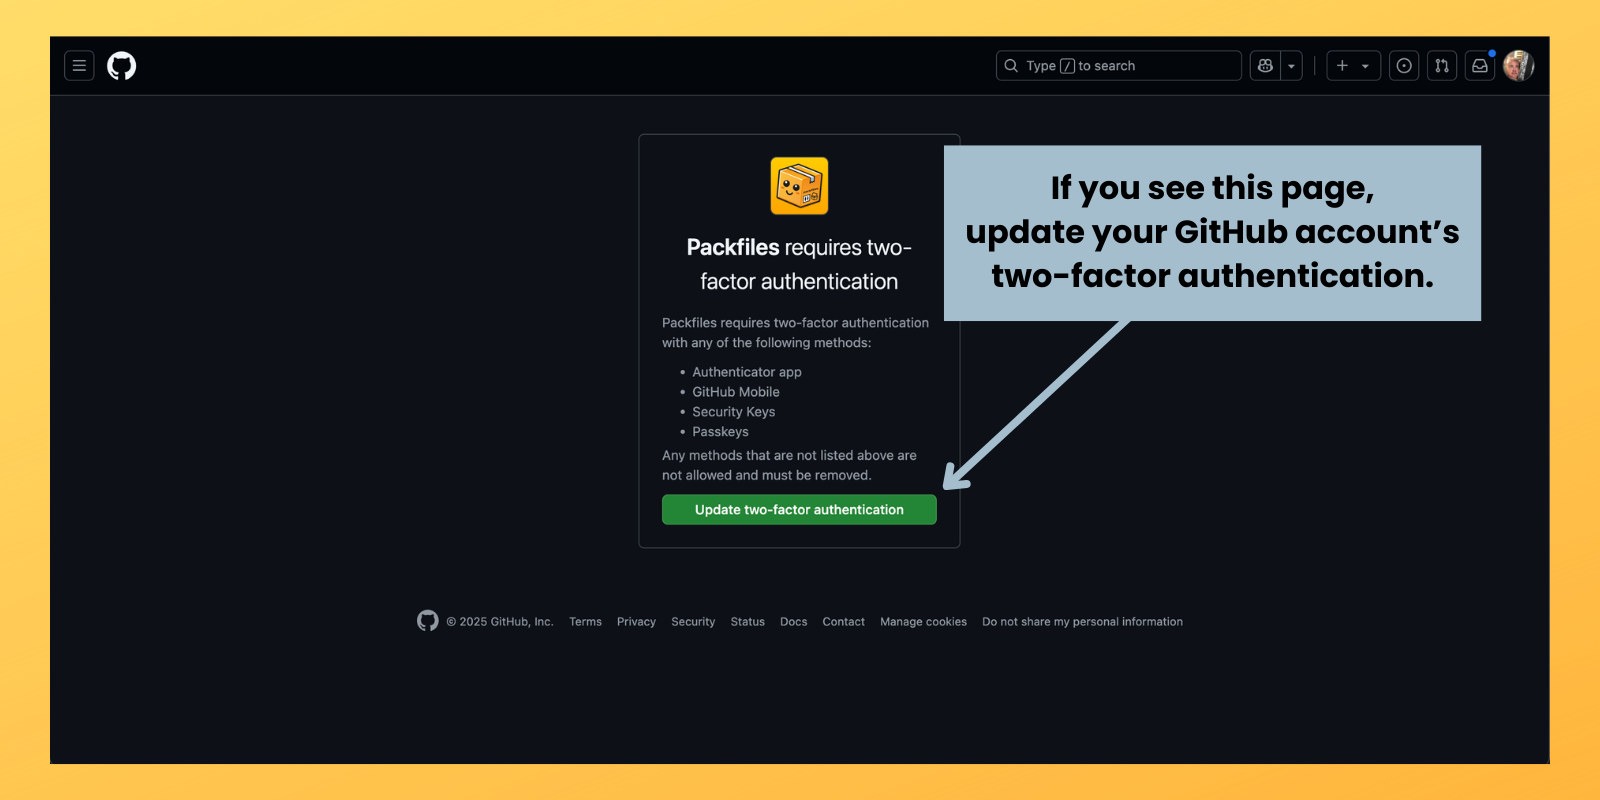 Type / to search
If you see this page,
update your GitHub account's
two-factor authentication.
Packfiles requires two-
factor authentication
Packfiles requires two-factor authentication
with any of the following methods:
• Authenticator app
• GitHub Mobile
• Security Keys
• Passkeys
Any methods that are not listed above are
not allowed and must be removed.
Update two-factor authentication
© 2025 GitHub, Inc. Terms Privacy Security Status Docs Contact Manage cookies Do not share my personal information